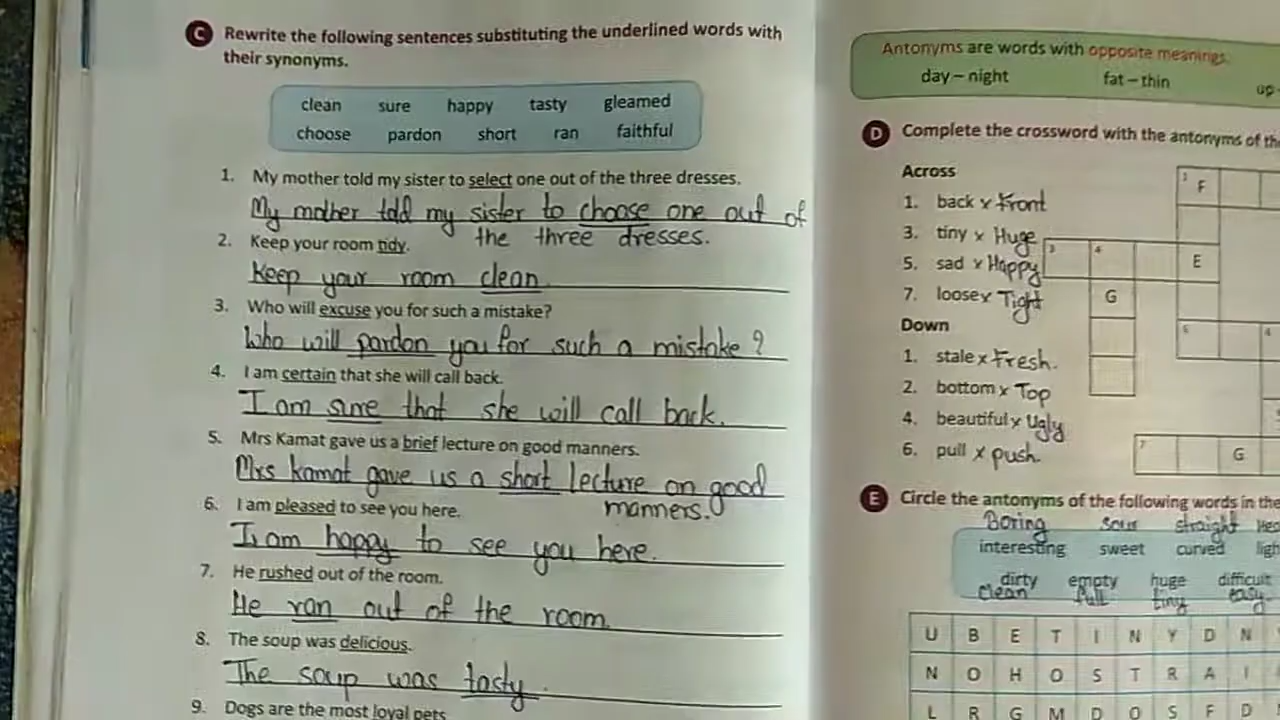 C Rewrite the following sentences substituting the underlined words with
their synonyms.
clean sure happy tasty gleamed
choose pardon short ran faithful
1. My mother told my sister to select one out of the three dresses.
My mother told my sister to choose one out of
the three dresses.
2. Keep your room tidy.
Keep your room clean.
3. Who will excuse you for such a mistake?
Who will pardon you for such a mistake?
4. I am certain that she will call back.
I am sure that she will call back.
5. Mrs Kamat gave us a brief lecture on good manners.
Mrs Kamat gave us a short lecture on good
manners.
6. I am pleased to see you here.
I am happy to see you here.
7. He rushed out of the room.
He ran out of the room.
8. The soup was delicious.
The soup was tasty.
9. Dogs are the most loyal pets
Antonyms are words with opposite meanings.
day – night fat – thin up
D Complete the crossword with the antonyms of the
Across
1. back x Front
3. tiny x Huge
5. sad x Happy
7. loose x Tight
Down
1. stale x Fresh.
2. bottom x Top
4. beautiful x Ugly
6. pull x push.
1 F
3 4 E
G
5 4
7 G
E Circle the antonyms of the following words in the
Boring sour straight
interesting sweet curved ligh
dirty empty huge difficult
clean full tiny easy
U B E T I N Y D N
N O H O S T R A I
L R G M D O S F D